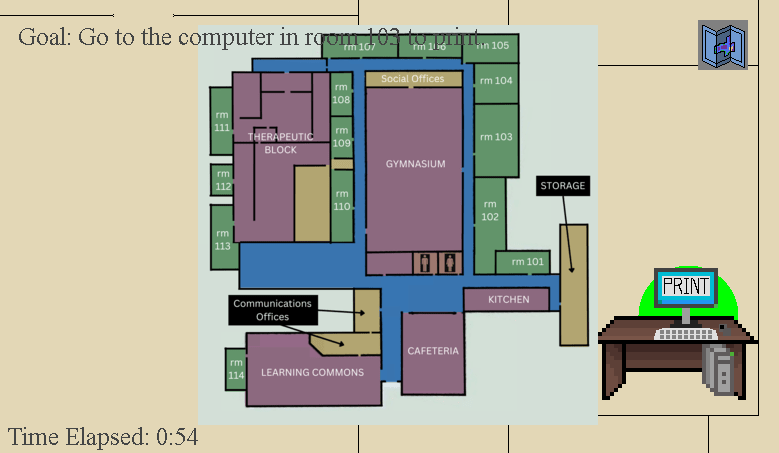 Goal: Go to the computer in room 103 to print
rm 107
rm 106
rm 105
Social Offices
rm 104
rm
108
rm
111
rm
109
THERAPEUTIC
BLOCK
rm 103
GYMNASIUM
rm
112
rm
110
STORAGE
rm
102
rm
113
rm 101
PRINT
KITCHEN
Communications
Offices
CAFETERIA
rm
114
LEARNING COMMONS
Time Elapsed: 0:54